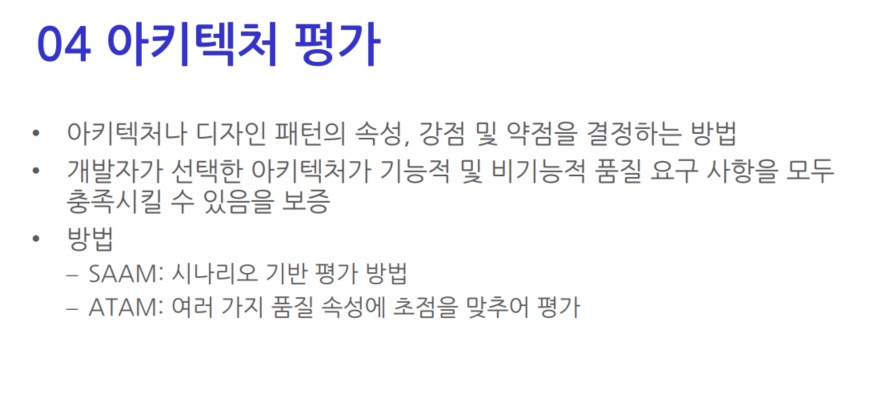 04 아키텍처 평가
• 아키텍처나 디자인 패턴의 속성, 강점 및 약점을 결정하는 방법
• 개발자가 선택한 아키텍처가 기능적 및 비기능적 품질 요구 사항을 모두
충족시킬 수 있음을 보증
• 방법
– SAAM: 시나리오 기반 평가 방법
– ATAM: 여러 가지 품질 속성에 초점을 맞추어 평가